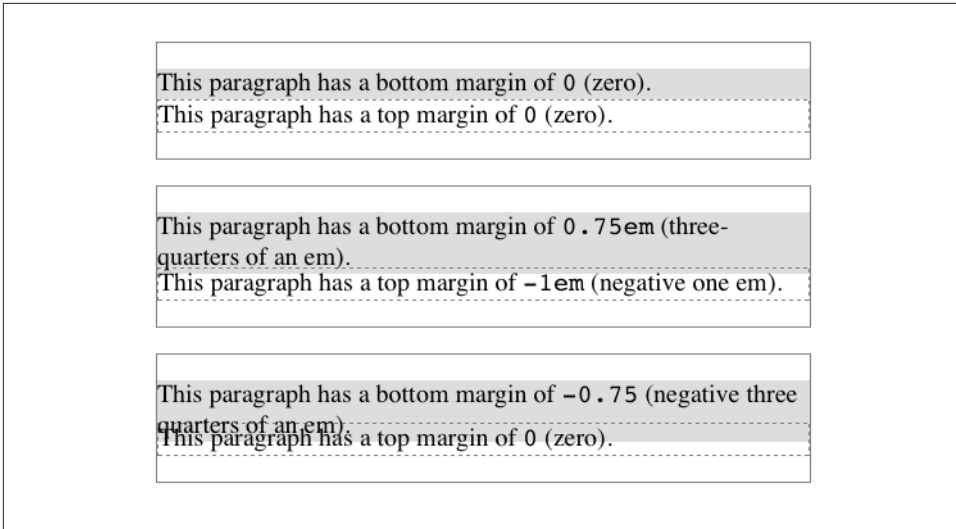 This paragraph has a bottom margin of 0 (zero).
This paragraph has a top margin of 0 (zero).
This paragraph has a bottom margin of 0.75em (three-
quarters of an em).
This paragraph has a top margin of -1em (negative one em).
This paragraph has a bottom margin of -0.75 (negative three
quarters of an em).
This paragraph has a top margin of 0 (zero).